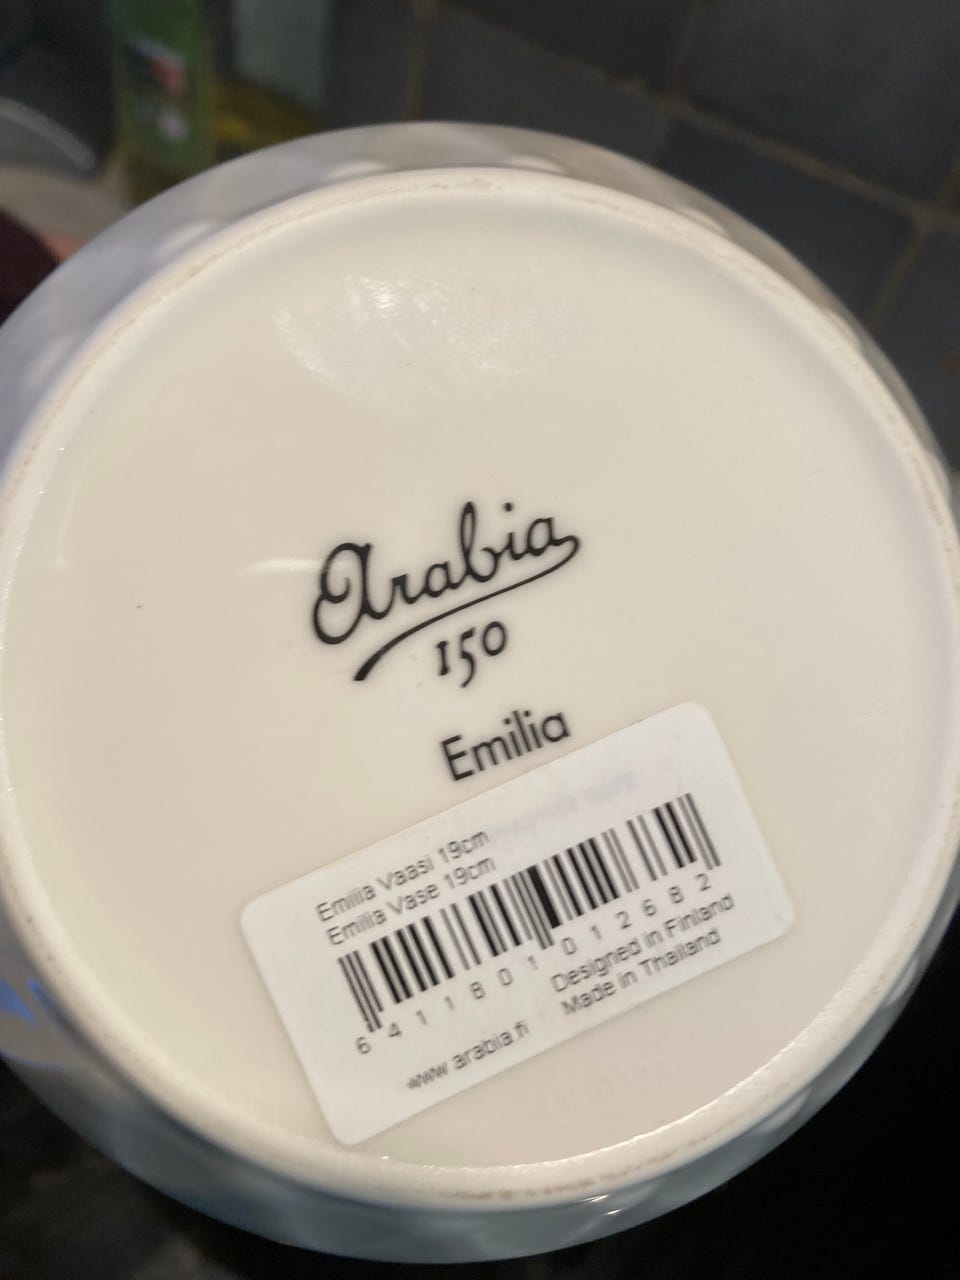 Arabia
150
Emilia
Emilia Vaasi 19cm
Emilia Vase 19cm
6 411801 012682
Designed in Finland
Made in Thailand
www.arabia.fi